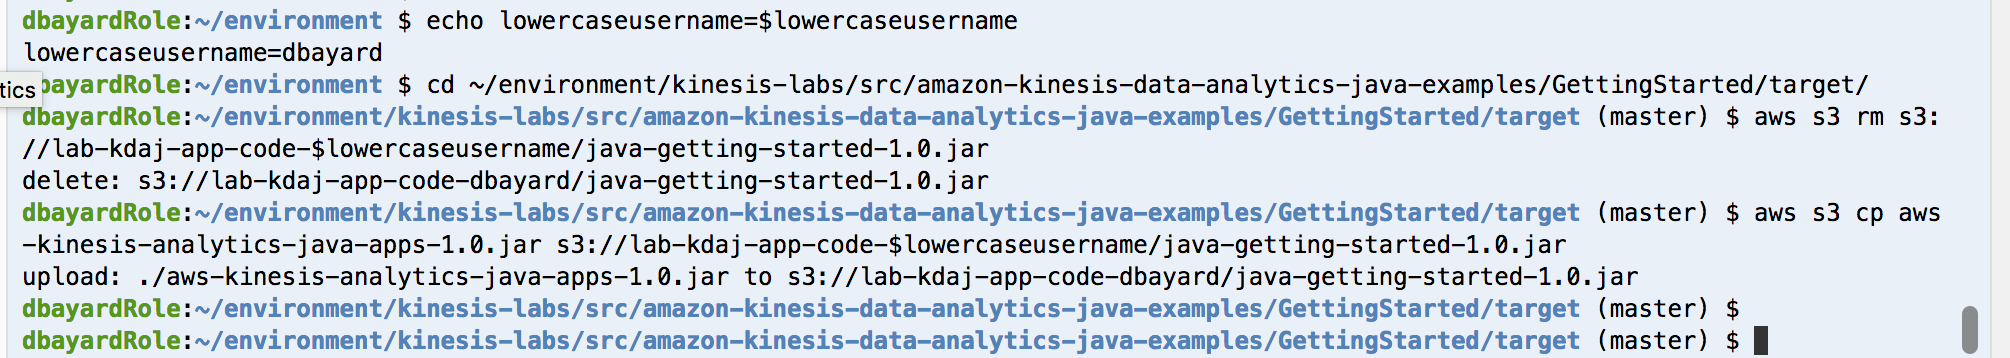 dbayardRole:~/environment $ echo lowercaseusername=$lowercaseusername
lowercaseusername=dbayard
tics
bayardRole:~/environment $ cd ~/environment/kinesis-labs/src/amazon-kinesis-data-analytics-java-examples/GettingStarted/target/
dbayardRole:~/environment/kinesis-labs/src/amazon-kinesis-data-analytics-java-examples/GettingStarted/target (master) $ aws s3 rm s3:
//lab-kdaj-app-code-$lowercaseusername/java-getting-started-1.0.jar
delete: s3://lab-kdaj-app-code-dbayard/java-getting-started-1.0.jar
dbayardRole:~/environment/kinesis-labs/src/amazon-kinesis-data-analytics-java-examples/GettingStarted/target (master) $ aws s3 cp aws
-kinesis-analytics-java-apps-1.0.jar s3://lab-kdaj-app-code-$lowercaseusername/java-getting-started-1.0.jar
upload: ./aws-kinesis-analytics-java-apps-1.0.jar to s3://lab-kdaj-app-code-dbayard/java-getting-started-1.0.jar
dbayardRole:~/environment/kinesis-labs/src/amazon-kinesis-data-analytics-java-examples/GettingStarted/target (master) $
dbayardRole:~/environment/kinesis-labs/src/amazon-kinesis-data-analytics-java-examples/GettingStarted/target (master) $